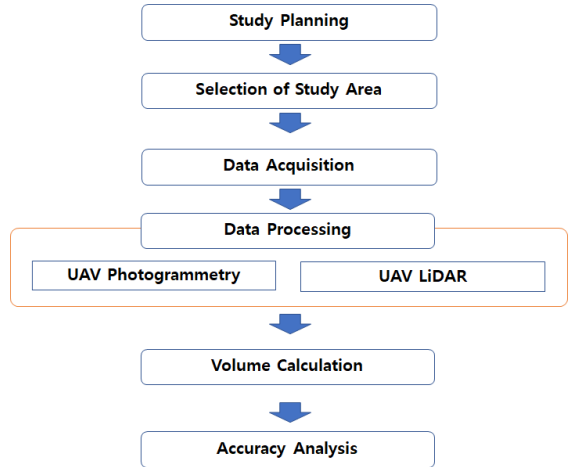 Study Planning
Selection of Study Area
Data Acquisition
Data Processing
UAV Photogrammetry
UAV LiDAR
Volume Calculation
Accuracy Analysis